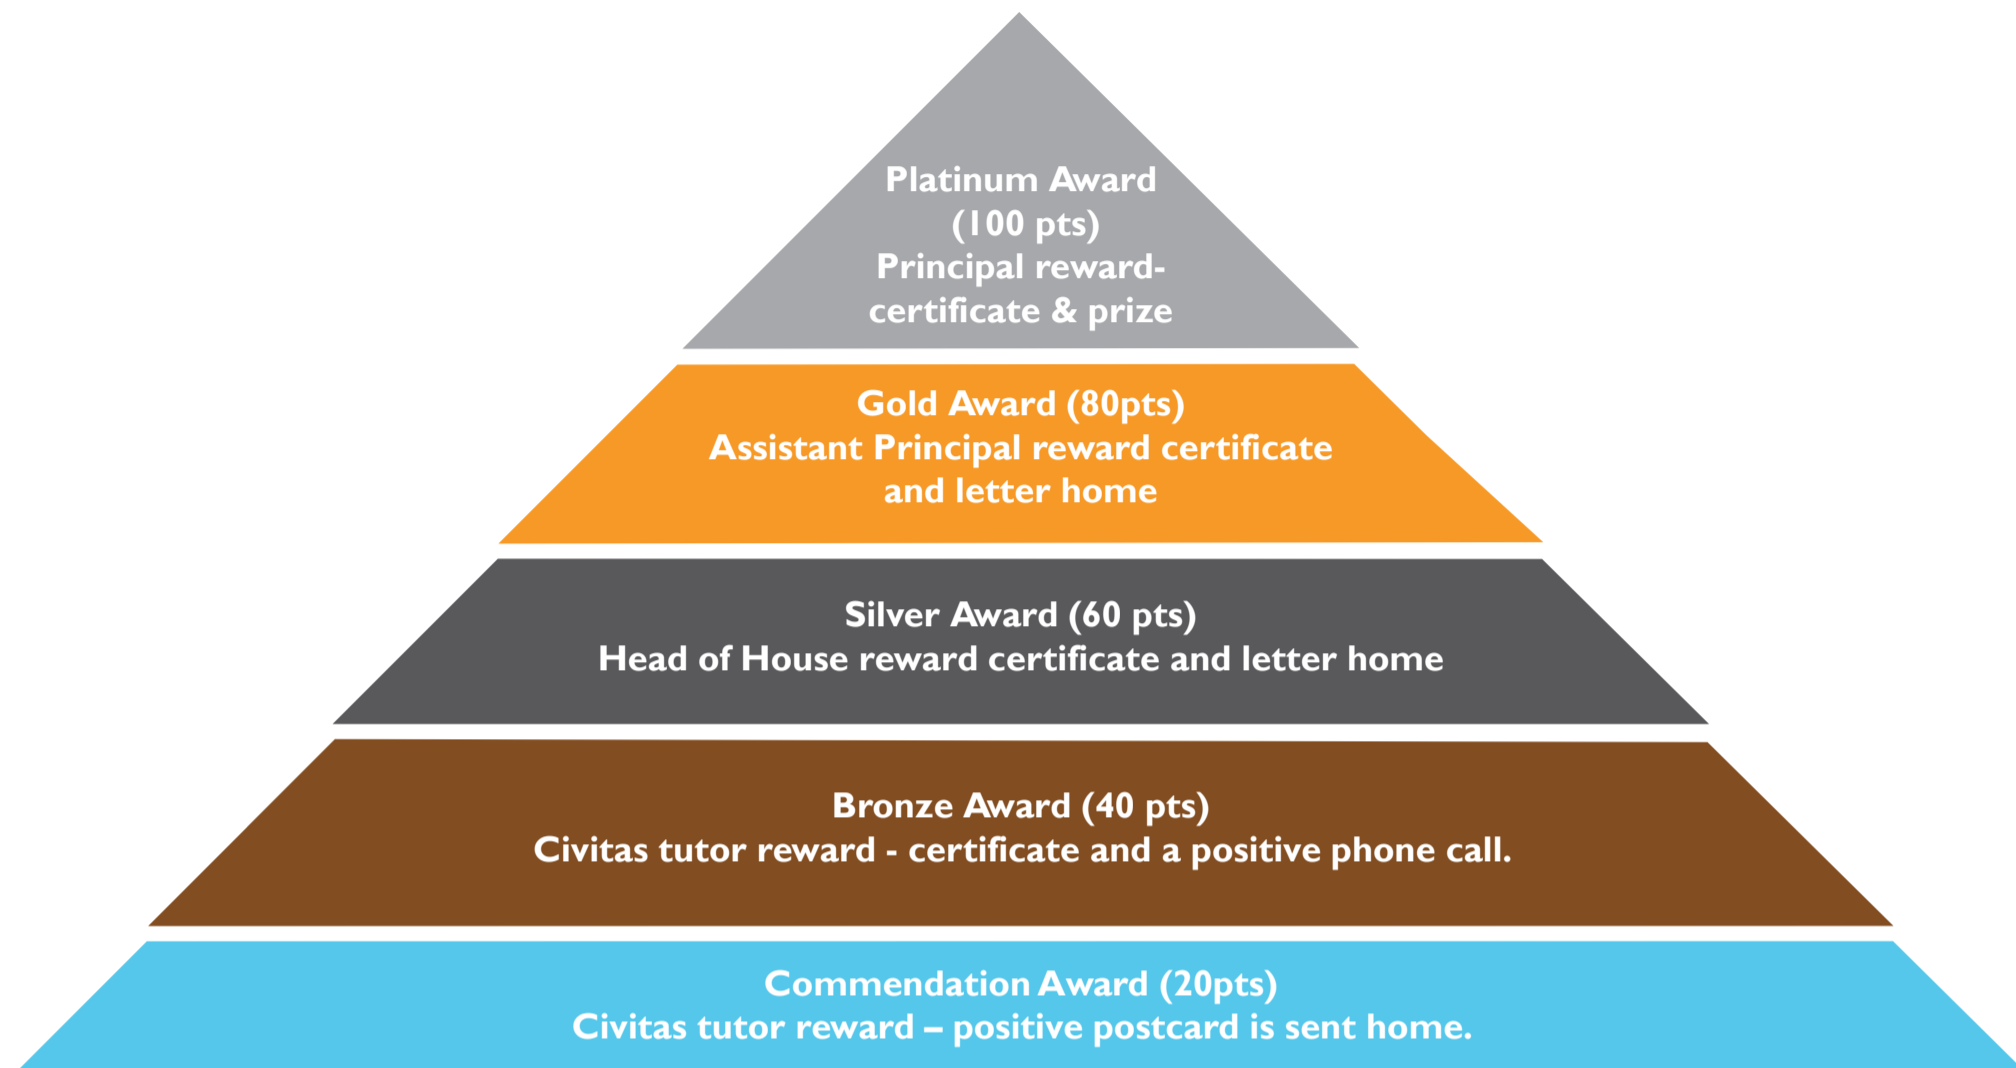 Platinum Award
(100 pts)
Principal reward-
certificate & prize
Gold Award (80pts)
Assistant Principal reward certificate
and letter home
Silver Award (60 pts)
Head of House reward certificate and letter home
Bronze Award (40 pts)
Civitas tutor reward - certificate and a positive phone call.
Commendation Award (20pts)
Civitas tutor reward – positive postcard is sent home.